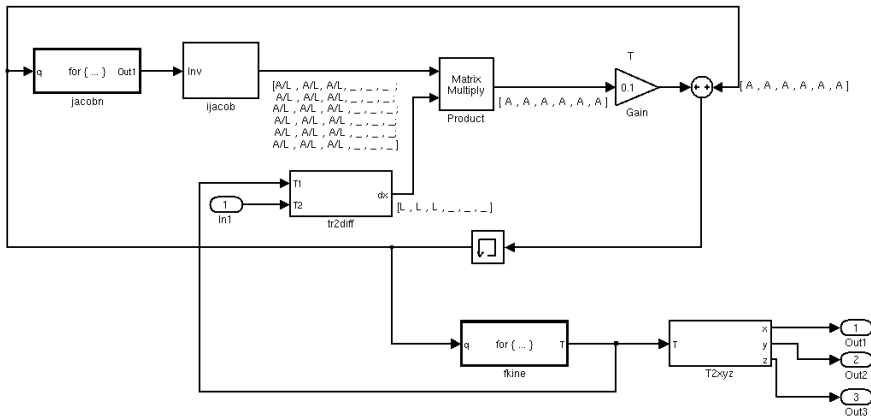 q for { ... } Out1
jacobn
Inv
ijacob
[A/L , A/L, A/L, _ , _ , _ ;
A/L , A/L, A/L, _ , _ , _ ;
A/L , A/L, A/L, _ , _ , _ ;
A/L , A/L, A/L, _ , _ , _ ;
A/L , A/L, A/L, _ , _ , _ ;
A/L , A/L, A/L, _ , _ , _ ]
Matrix
Multiply
Product
[ A , A , A , A , A , A ]
T
0.1
Gain
+ +
[ A , A , A , A , A , A ]
T1
T2
dx
tr2diff
1
In1
[L , L , L , _ , _ , _ ]
q for { ... } T
fkine
T
x
y
z
T2xyz
1
Out1
2
Out2
3
Out3